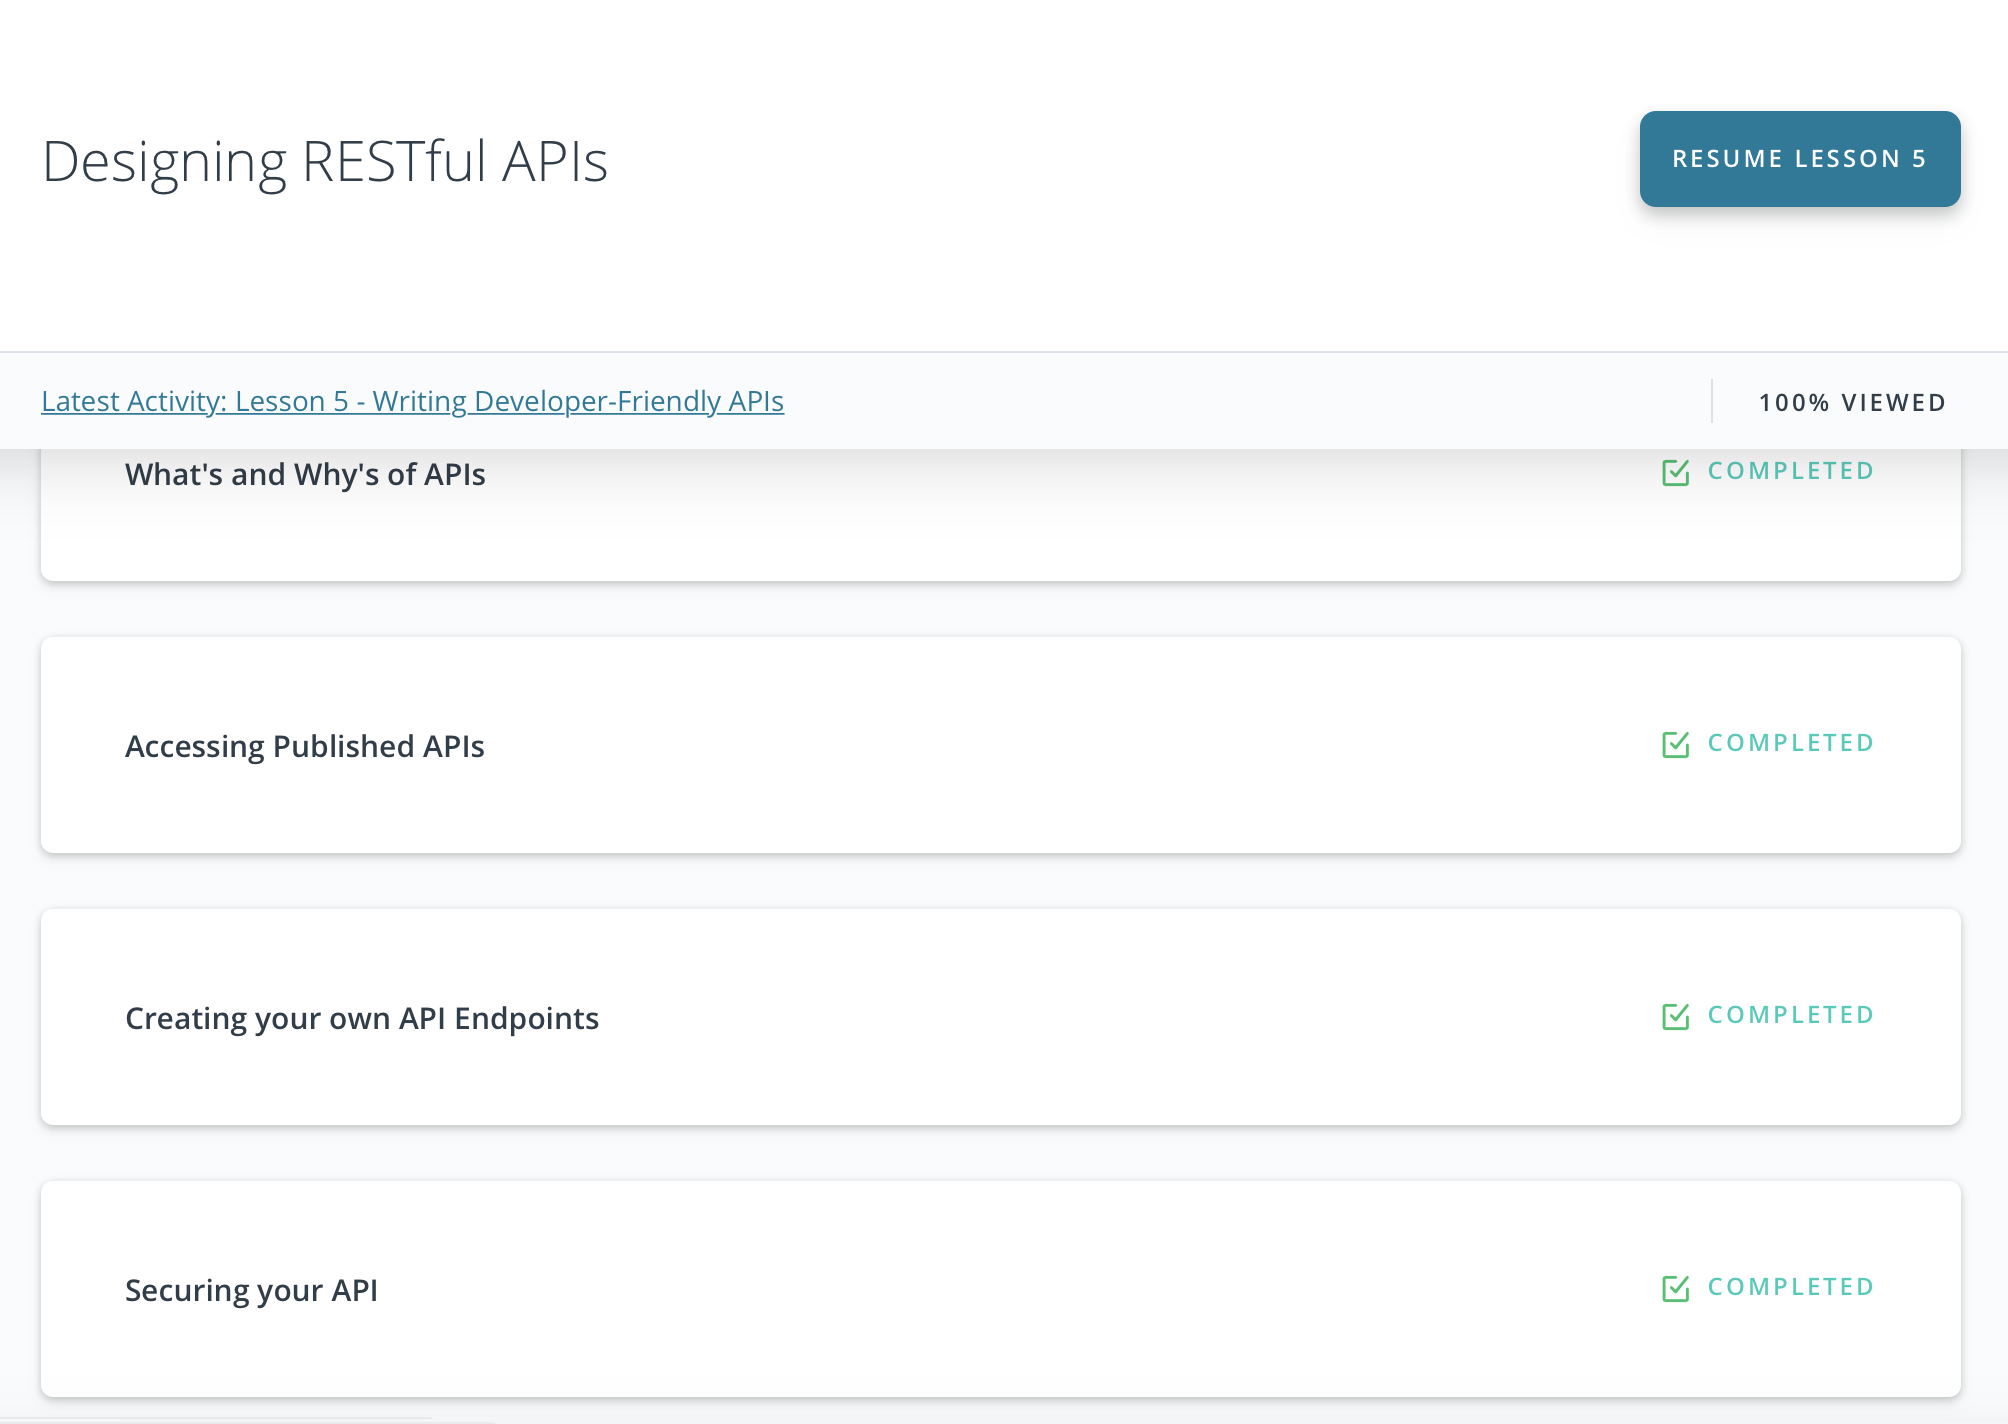 Designing RESTful APIs
RESUME LESSON 5
Latest Activity: Lesson 5 - Writing Developer-Friendly APIs
100% VIEWED
What's and Why's of APIs
COMPLETED
Accessing Published APIs
COMPLETED
Creating your own API Endpoints
COMPLETED
Securing your API
COMPLETED